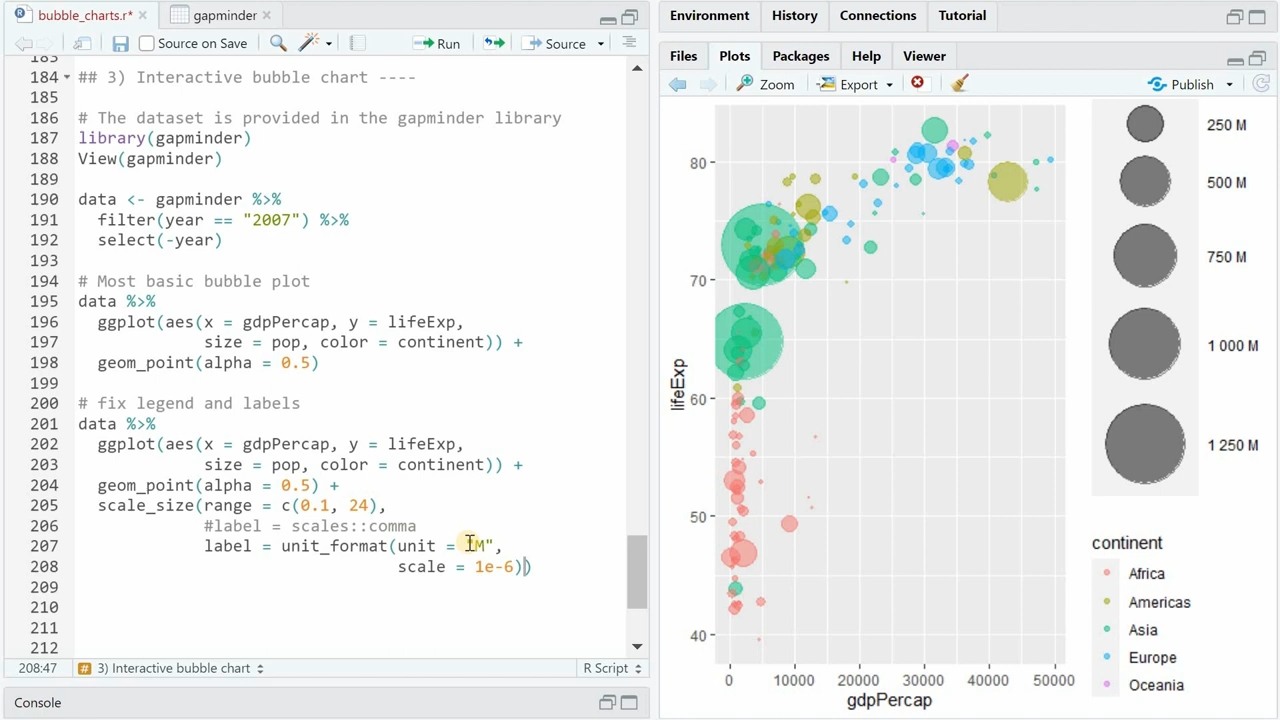 bubble_charts.r*
gapminder
Source on Save
Run
Source
184 ## 3) Interactive bubble chart ----
185
186 # The dataset is provided in the gapminder library
187 library(gapminder)
188 View(gapminder)
189
190 data <- gapminder %>%
191 filter(year == "2007") %>%
192 select(-year)
193
194 # Most basic bubble plot
195 data %>%
196 ggplot(aes(x = gdpPercap, y = lifeExp,
197 size = pop, color = continent)) +
198 geom_point(alpha = 0.5)
199
200 # fix legend and labels
201 data %>%
202 ggplot(aes(x = gdpPercap, y = lifeExp,
203 size = pop, color = continent)) +
204 geom_point(alpha = 0.5) +
205 scale_size(range = c(0.1, 24),
206 #label = scales::comma
207 label = unit_format(unit = "M",
208 scale = 1e-6))
209
210
211
212
208:47 # 3) Interactive bubble chart R Script
Console
Environment History Connections Tutorial
Files Plots Packages Help Viewer
Zoom Export Publish
80
70
60
50
40
lifeExp
0 10000 20000 30000 40000 50000
gdpPercap
250 M
500 M
750 M
1 000 M
1 250 M
continent
Africa
Americas
Asia
Europe
Oceania